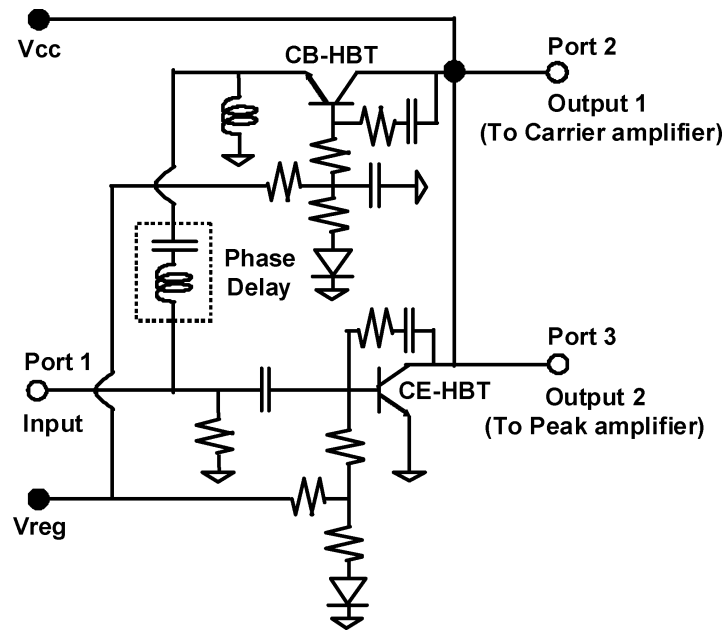 Vcc
CB-HBT
Port 2
Output 1
(To Carrier amplifier)
Phase
Delay
Port 1
Input
Port 3
CE-HBT
Output 2
(To Peak amplifier)
Vreg